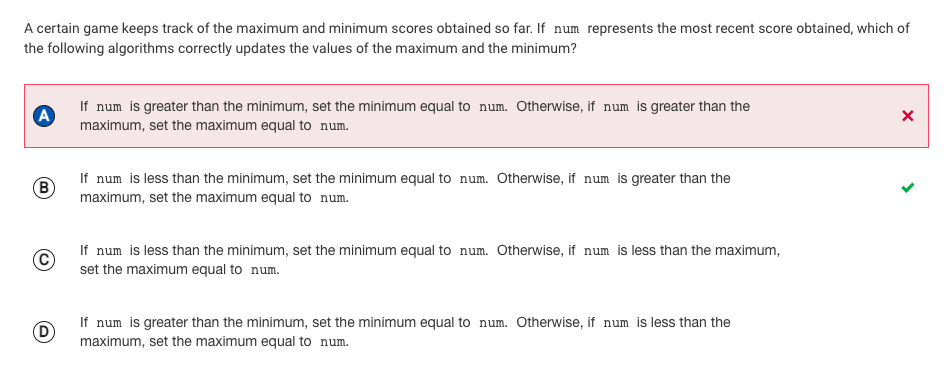 A certain game keeps track of the maximum and minimum scores obtained so far. If num represents the most recent score obtained, which of
the following algorithms correctly updates the values of the maximum and the minimum?
A
If num is greater than the minimum, set the minimum equal to num. Otherwise, if num is greater than the
maximum, set the maximum equal to num.
B
If num is less than the minimum, set the minimum equal to num. Otherwise, if num is greater than the
maximum, set the maximum equal to num.
C
If num is less than the minimum, set the minimum equal to num. Otherwise, if num is less than the maximum,
set the maximum equal to num.
D
If num is greater than the minimum, set the minimum equal to num. Otherwise, if num is less than the
maximum, set the maximum equal to num.